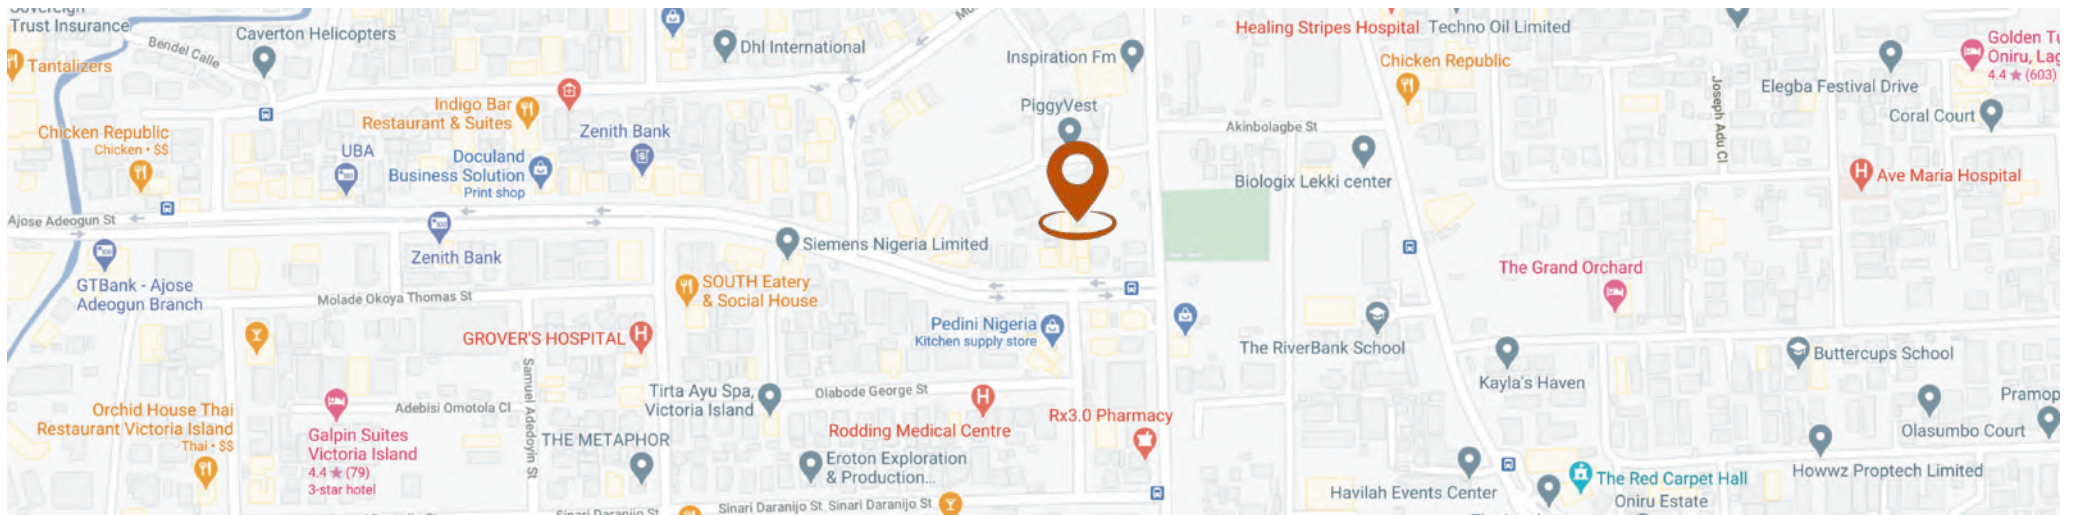 Sovereign
Trust Insurance
Bendel Calle
Caverton Helicopters
Tantalizers
Dhl International
Inspiration Fm
Healing Stripes Hospital
Techno Oil Limited
Chicken Republic
Elegba Festival Drive
Oniru, Lag
4.4 ★ (603)
Coral Court
Joseph Adu Cl
PiggyVest
Indigo Bar
Restaurant & Suites
Zenith Bank
Chicken Republic
Chicken • $$
UBA
Doculand
Business Solution
Print shop
Akinbolagbe St
Biologix Lekki center
Ave Maria Hospital
Ajose Adeogun St
Zenith Bank
Siemens Nigeria Limited
GTBank - Ajose
Adeogun Branch
Molade Okoya Thomas St
SOUTH Eatery
& Social House
The Grand Orchard
GROVER'S HOSPITAL
Pedini Nigeria
Kitchen supply store
The RiverBank School
Buttercups School
Kayla's Haven
Samuel Adedoyin St
Tirta Ayu Spa,
Victoria Island
Olabode George St
Adebisi Omotola Cl
Orchid House Thai
Restaurant Victoria Island
Thai • $$
Galpin Suites
Victoria Island
4.4 ★ (79)
3-star hotel
THE METAPHOR
Rodding Medical Centre
Rx3.0 Pharmacy
Eroton Exploration
& Production...
Pramop
Olasumbo Court
Howwz Proptech Limited
Havilah Events Center
The Red Carpet Hall
Oniru Estate
Sinari Daranijo St
Sinari Daranijo St
Sinari Daranijo St